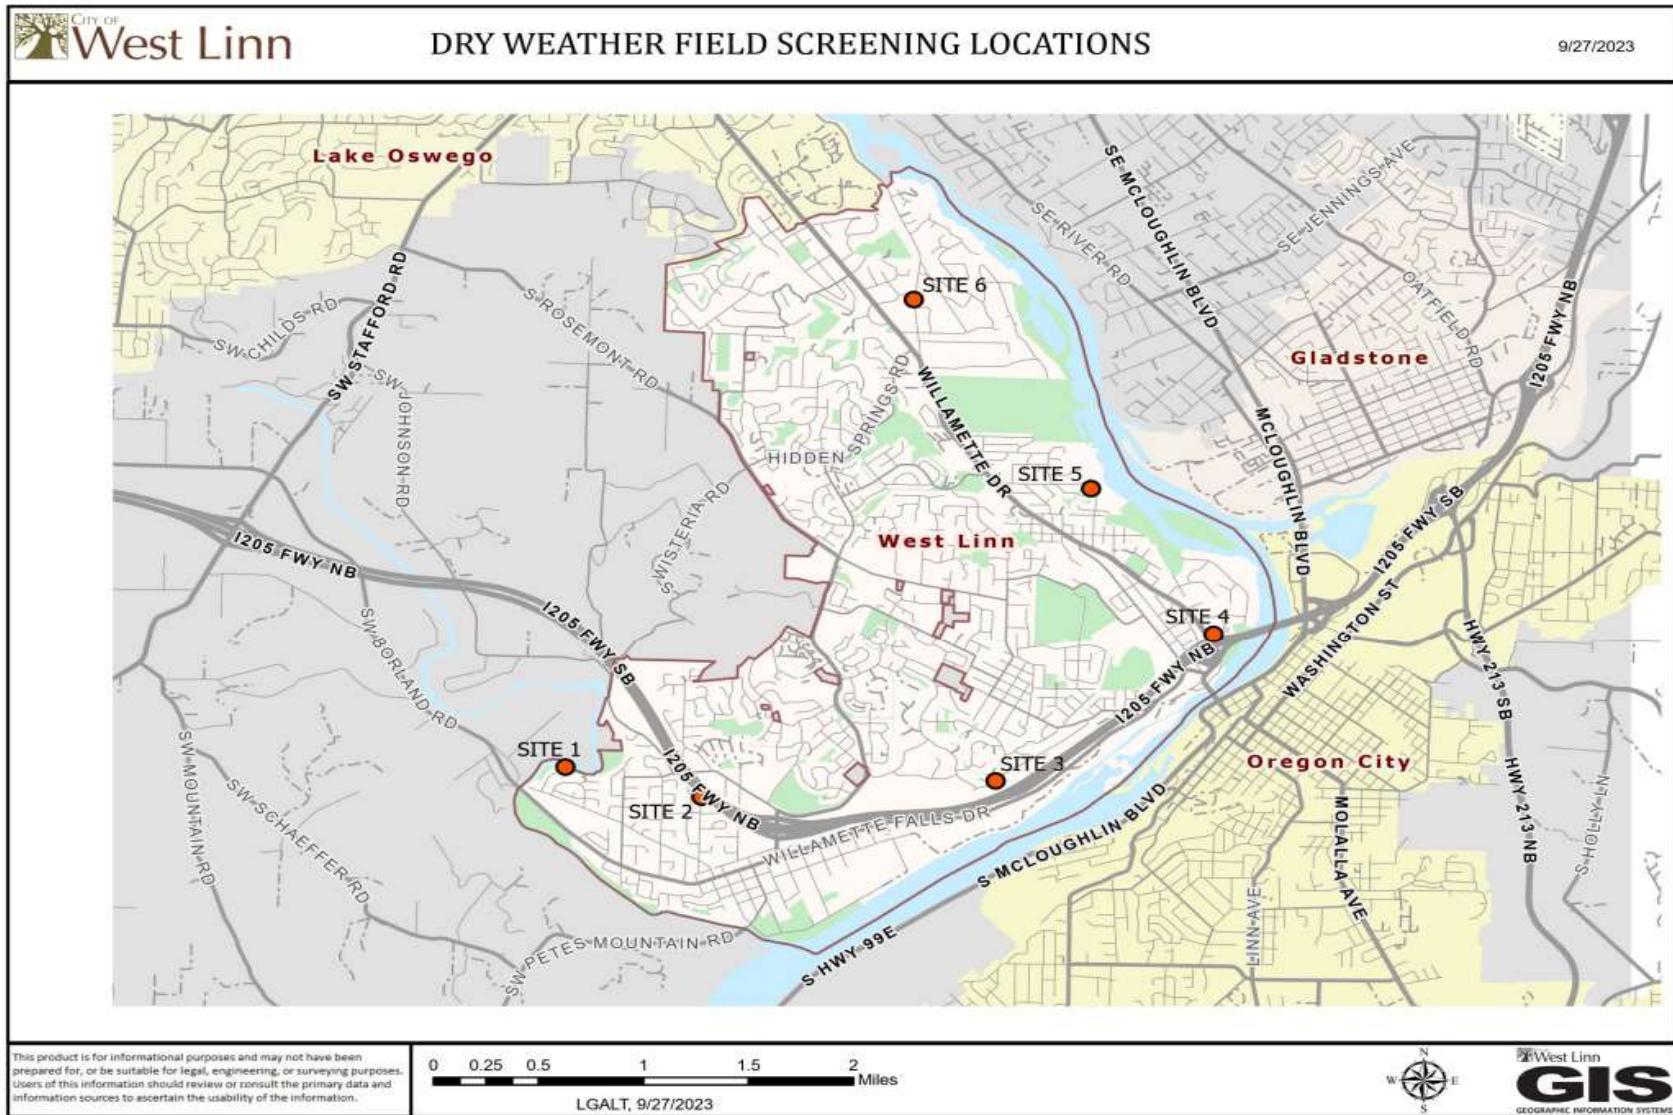 CITY OF
West Linn
DRY WEATHER FIELD SCREENING LOCATIONS
9/27/2023
Lake Oswego
SE MCLOUGHLIN BLVD
SE JENNINGS AVE
SE RIVER RD
SW STAFFORD RD
S ROSEMONT RD
SITE 6
OATFIELD RD
I205 FWY NB
SW CHILDS RD
Gladstone
SW JOHNSON RD
HIDDEN SPRINGS RD
WILLAMETTE DR
MCLOUGHLIN BLVD
SITE 5
S WISTERIA RD
West Linn
I205 FWY SB
I205 FWY NB
I205 FWY SB
WASHINGTON ST
SITE 4
HWY 213 SB
SW BORLAND RD
I205 FWY NB
SITE 1
SITE 3
Oregon City
SW MOUNTAIN RD
I205 FWY NB
SITE 2
HWY 213 NB
SW SCHAEFFER RD
WILLAMETTE FALLS DR
S MCLOUGHLIN BLVD
MOLALLA AVE
S HOLLY LN
LINN AVE
SW PETES MOUNTAIN RD
S HWY 99E
This product is for informational purposes and may not have been
prepared for, or be suitable for legal, engineering, or surveying purposes.
Users of this information should review or consult the primary data and
information sources to ascertain the usability of the information.
0 0.25 0.5 1 1.5 2
Miles
LGALT, 9/27/2023
N
W E
S
West Linn
GIS
GEOGRAPHIC INFORMATION SYSTEMS